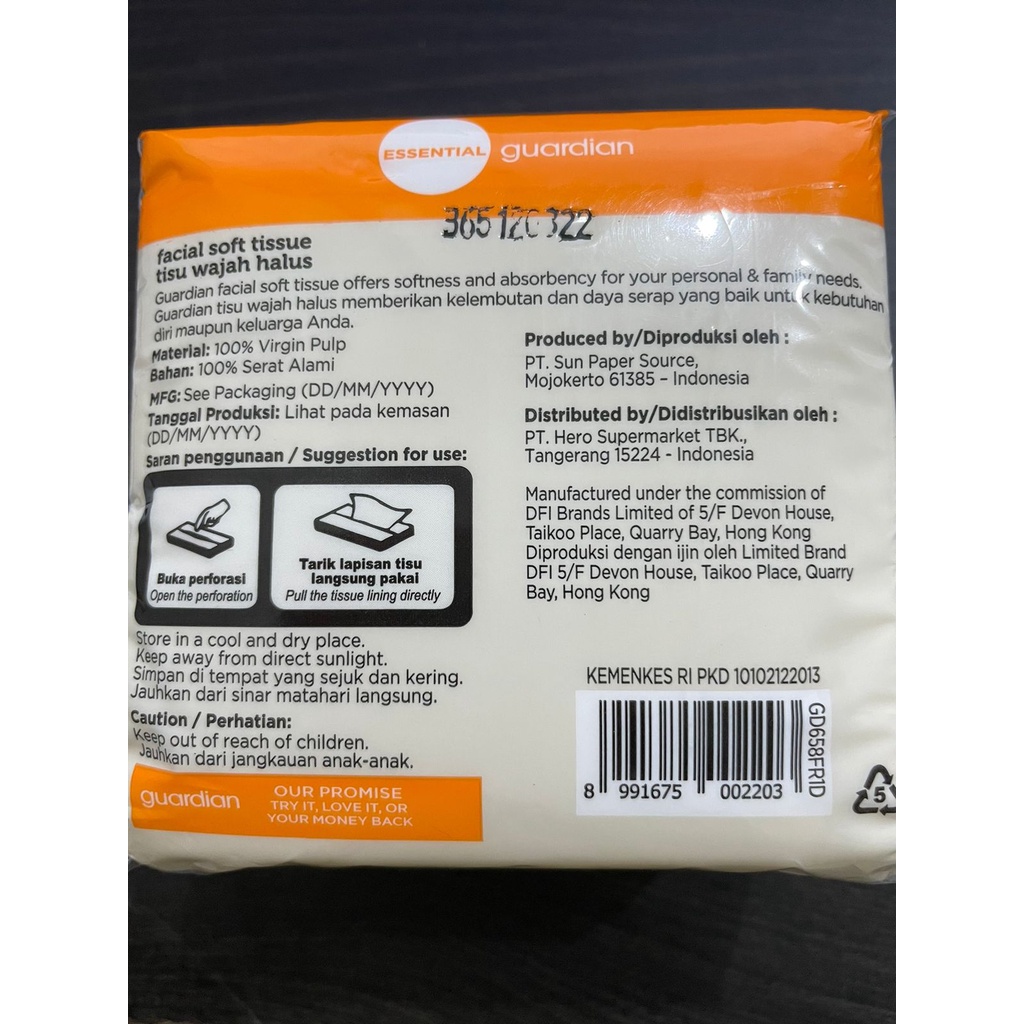 ESSENTIAL guardian
facial soft tissue
tisu wajah halus
Guardian facial soft tissue offers softness and absorbency for your personal & family needs.
Guardian tisu wajah halus memberikan kelembutan dan daya serap yang baik untuk kebutuhan
diri maupun keluarga Anda.
Material: 100% Virgin Pulp
Bahan: 100% Serat Alami
MFG: See Packaging (DD/MM/YYYY)
Tanggal Produksi: Lihat pada kemasan
(DD/MM/YYYY)
Saran penggunaan / Suggestion for use:
Buka perforasi
Open the perforation
Tarik lapisan tisu
langsung pakai
Pull the tissue lining directly
Store in a cool and dry place.
Keep away from direct sunlight.
Simpan di tempat yang sejuk dan kering.
Jauhkan dari sinar matahari langsung.
Caution / Perhatian:
Keep out of reach of children.
Jauhkan dari jangkauan anak-anak.
guardian
OUR PROMISE
TRY IT, LOVE IT, OR
YOUR MONEY BACK
Produced by/Diproduksi oleh :
PT. Sun Paper Source,
Mojokerto 61385 – Indonesia
Distributed by/Didistribusikan oleh :
PT. Hero Supermarket TBK.,
Tangerang 15224 - Indonesia
Manufactured under the commission of
DFI Brands Limited of 5/F Devon House,
Taikoo Place, Quarry Bay, Hong Kong
Diproduksi dengan ijin oleh Limited Brand
DFI 5/F Devon House, Taikoo Place, Quarry
Bay, Hong Kong
KEMENKES RI PKD 10102122013
8 991675 002203
GD658FR1D
5